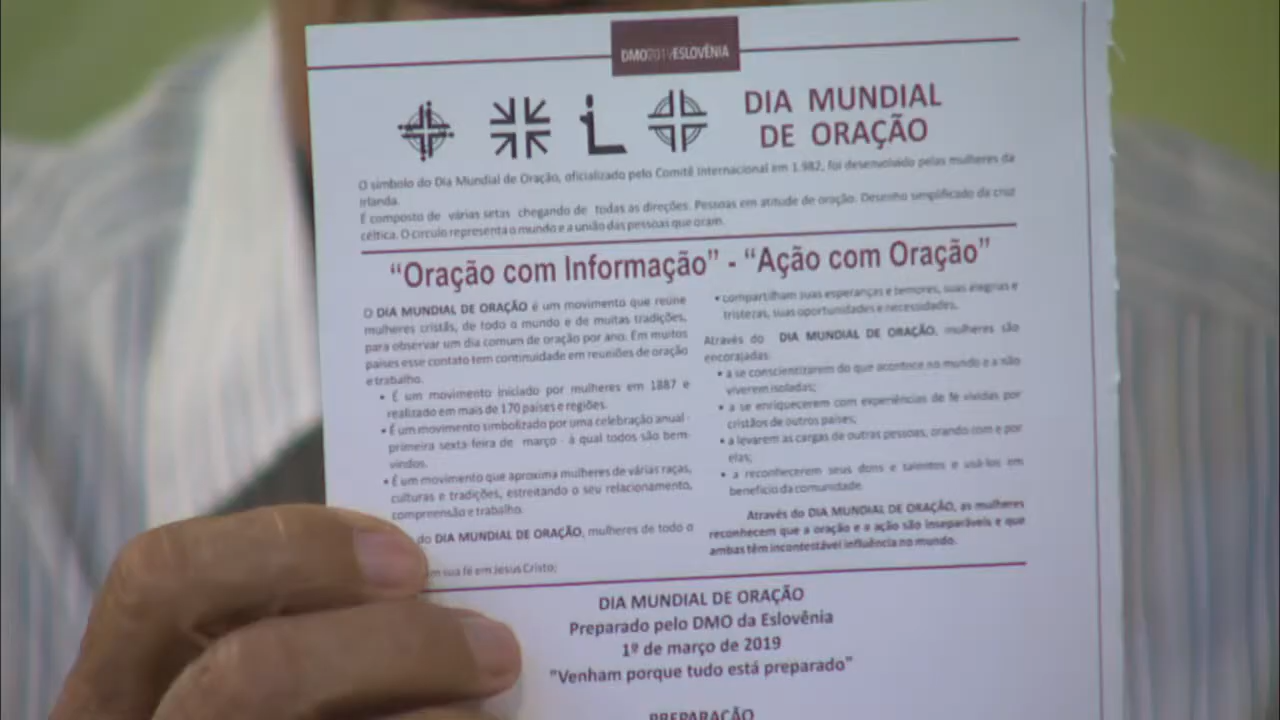 DMO2019ESLOVÊNIA
DIA MUNDIAL
DE ORAÇÃO
O símbolo do Dia Mundial de Oração, oficializado pelo Comitê Internacional em 1.982, foi desenvolvido pelas mulheres da
Irlanda.
É composto de várias setas chegando de todas as direções. Pessoas em atitude de oração. Desenho simplificado da cruz
céltica. O círculo representa o mundo e a união das pessoas que oram.
“Oração com Informação” - “Ação com Oração”
O DIA MUNDIAL DE ORAÇÃO é um movimento que reúne
mulheres cristãs, de todo o mundo e de muitas tradições,
para observar um dia comum de oração por ano. Em muitos
países esse contato tem continuidade em reuniões de oração
e trabalho.
• É um movimento iniciado por mulheres em 1887 e
realizado em mais de 170 países e regiões.
• É um movimento simbolizado por uma celebração anual -
primeira sexta-feira de março - à qual todos são bem-
vindos.
• É um movimento que aproxima mulheres de várias raças,
culturas e tradições, estreitando o seu relacionamento,
compreensão e trabalho.
do DIA MUNDIAL DE ORAÇÃO, mulheres de todo o
sua fé em Jesus Cristo;
• compartilham suas esperanças e temores, suas alegrias e
tristezas, suas oportunidades e necessidades.
Através do DIA MUNDIAL DE ORAÇÃO, mulheres são
encorajadas:
• a se conscientizarem do que acontece no mundo e a não
viverem isoladas;
• a se enriquecerem com experiências de fé vividas por
cristãos de outros países;
• a levarem as cargas de outras pessoas, orando com e por
elas;
• a reconhecerem seus dons e talentos e usá-los em
benefício da comunidade.
Através do DIA MUNDIAL DE ORAÇÃO, as mulheres
reconhecem que a oração e a ação são inseparáveis e que
ambas têm incontestável influência no mundo.
DIA MUNDIAL DE ORAÇÃO
Preparado pelo DMO da Eslovênia
1º de março de 2019
"Venham porque tudo está preparado"
PREPARAÇÃO